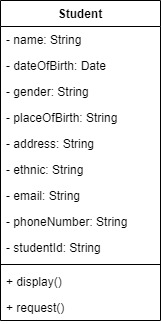 Student
- name: String
- dateOfBirth: Date
- gender: String
- placeOfBirth: String
- address: String
- ethnic: String
- email: String
- phoneNumber: String
- studentId: String
+ display()
+ request()